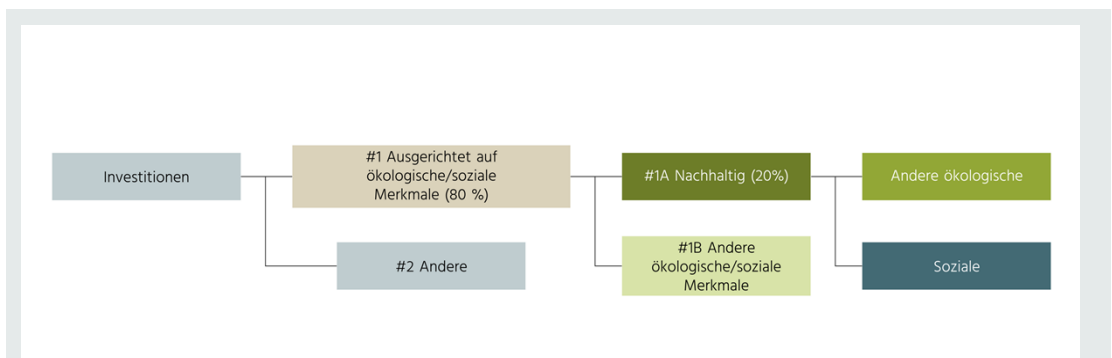 Investitionen
#1 Ausgerichtet auf
ökologische/soziale
Merkmale (80 %)
#1A Nachhaltig (20%)
Andere ökologische
#2 Andere
#1B Andere
ökologische/soziale
Merkmale
Soziale